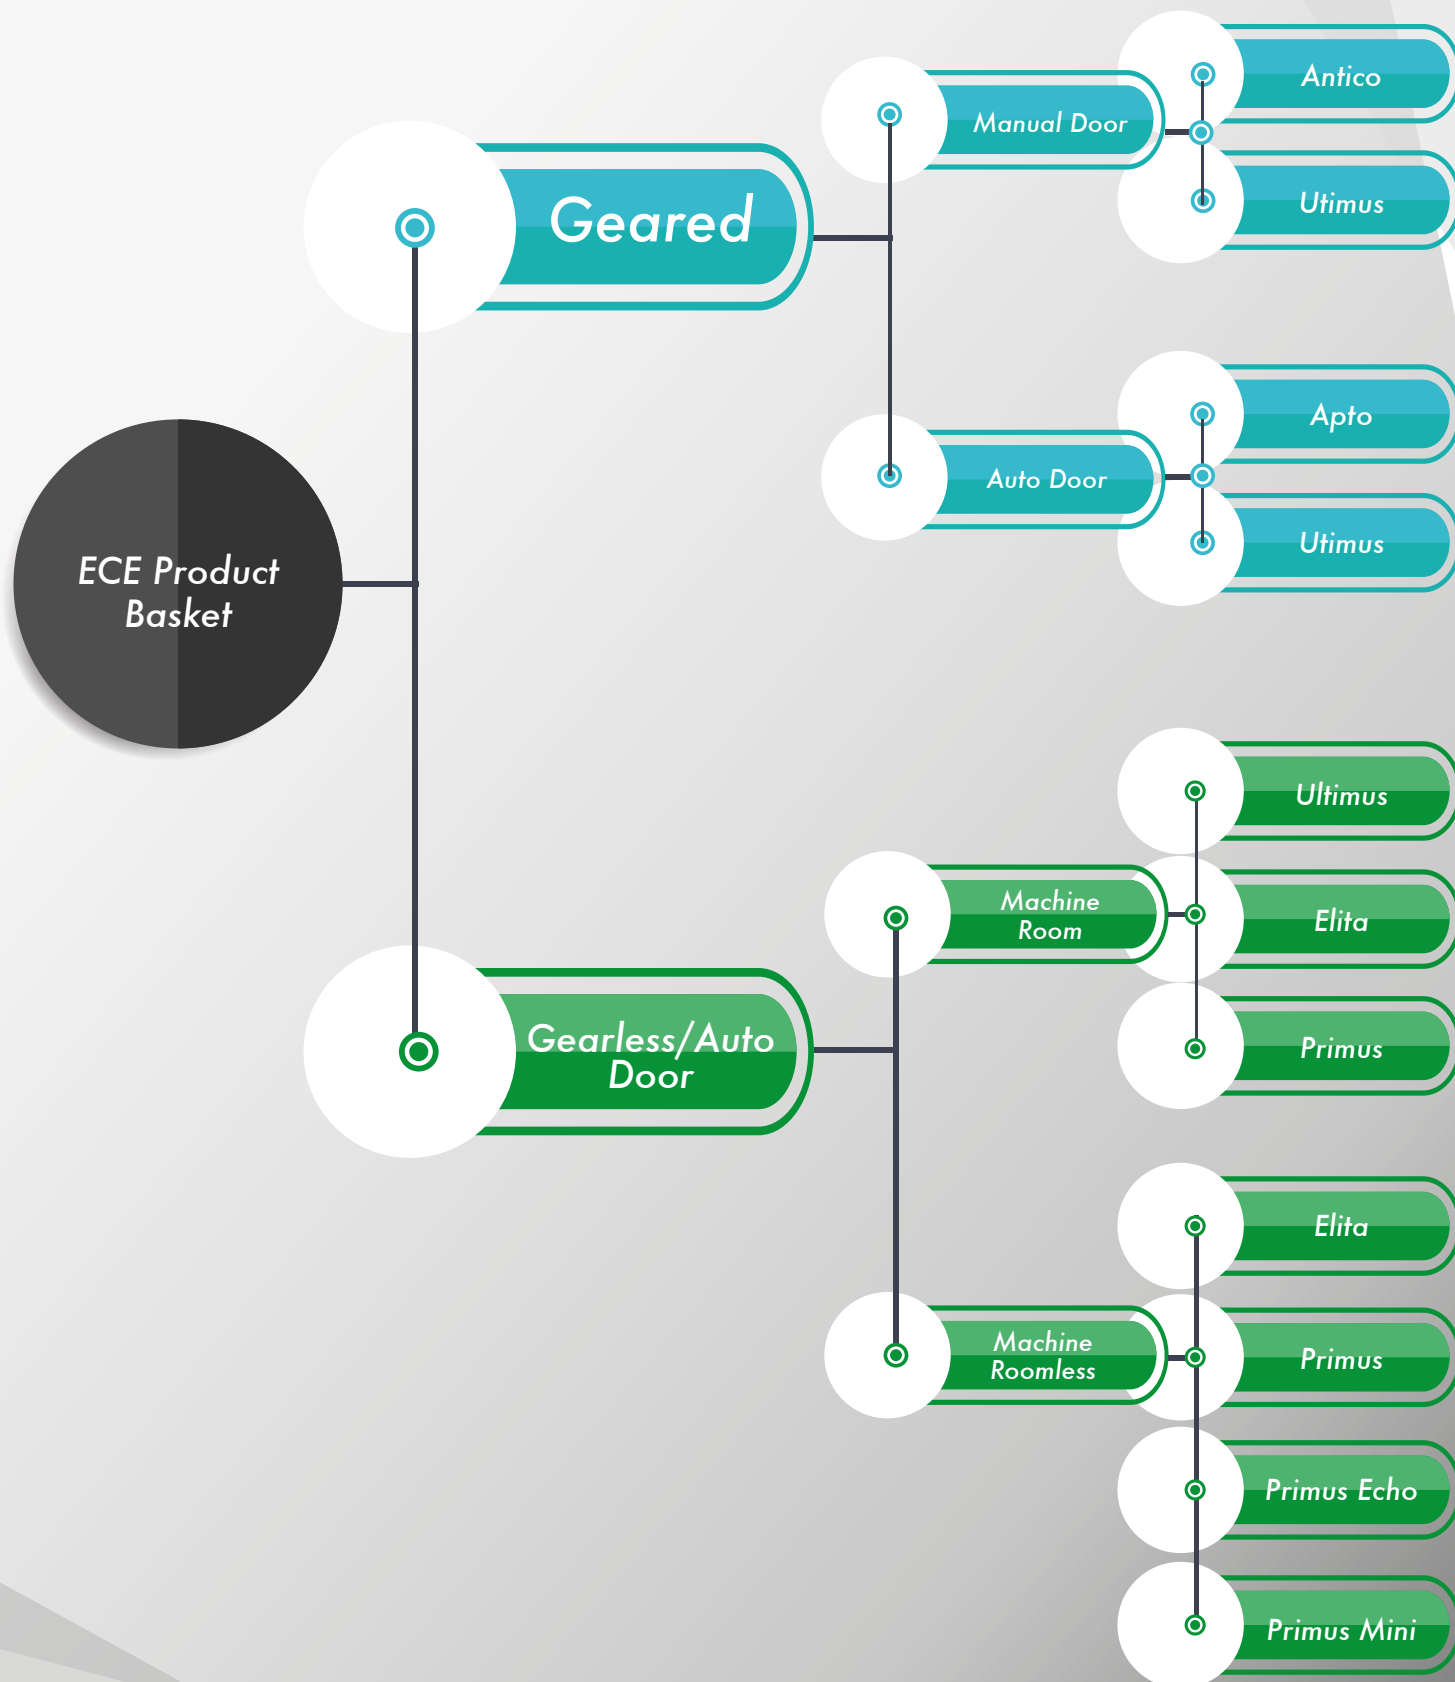 ECE Product
Basket
Geared
Manual Door
Antico
Utimus
Auto Door
Apto
Utimus
Gearless/Auto
Door
Machine
Room
Ultimus
Elita
Primus
Machine
Roomless
Elita
Primus
Primus Echo
Primus Mini